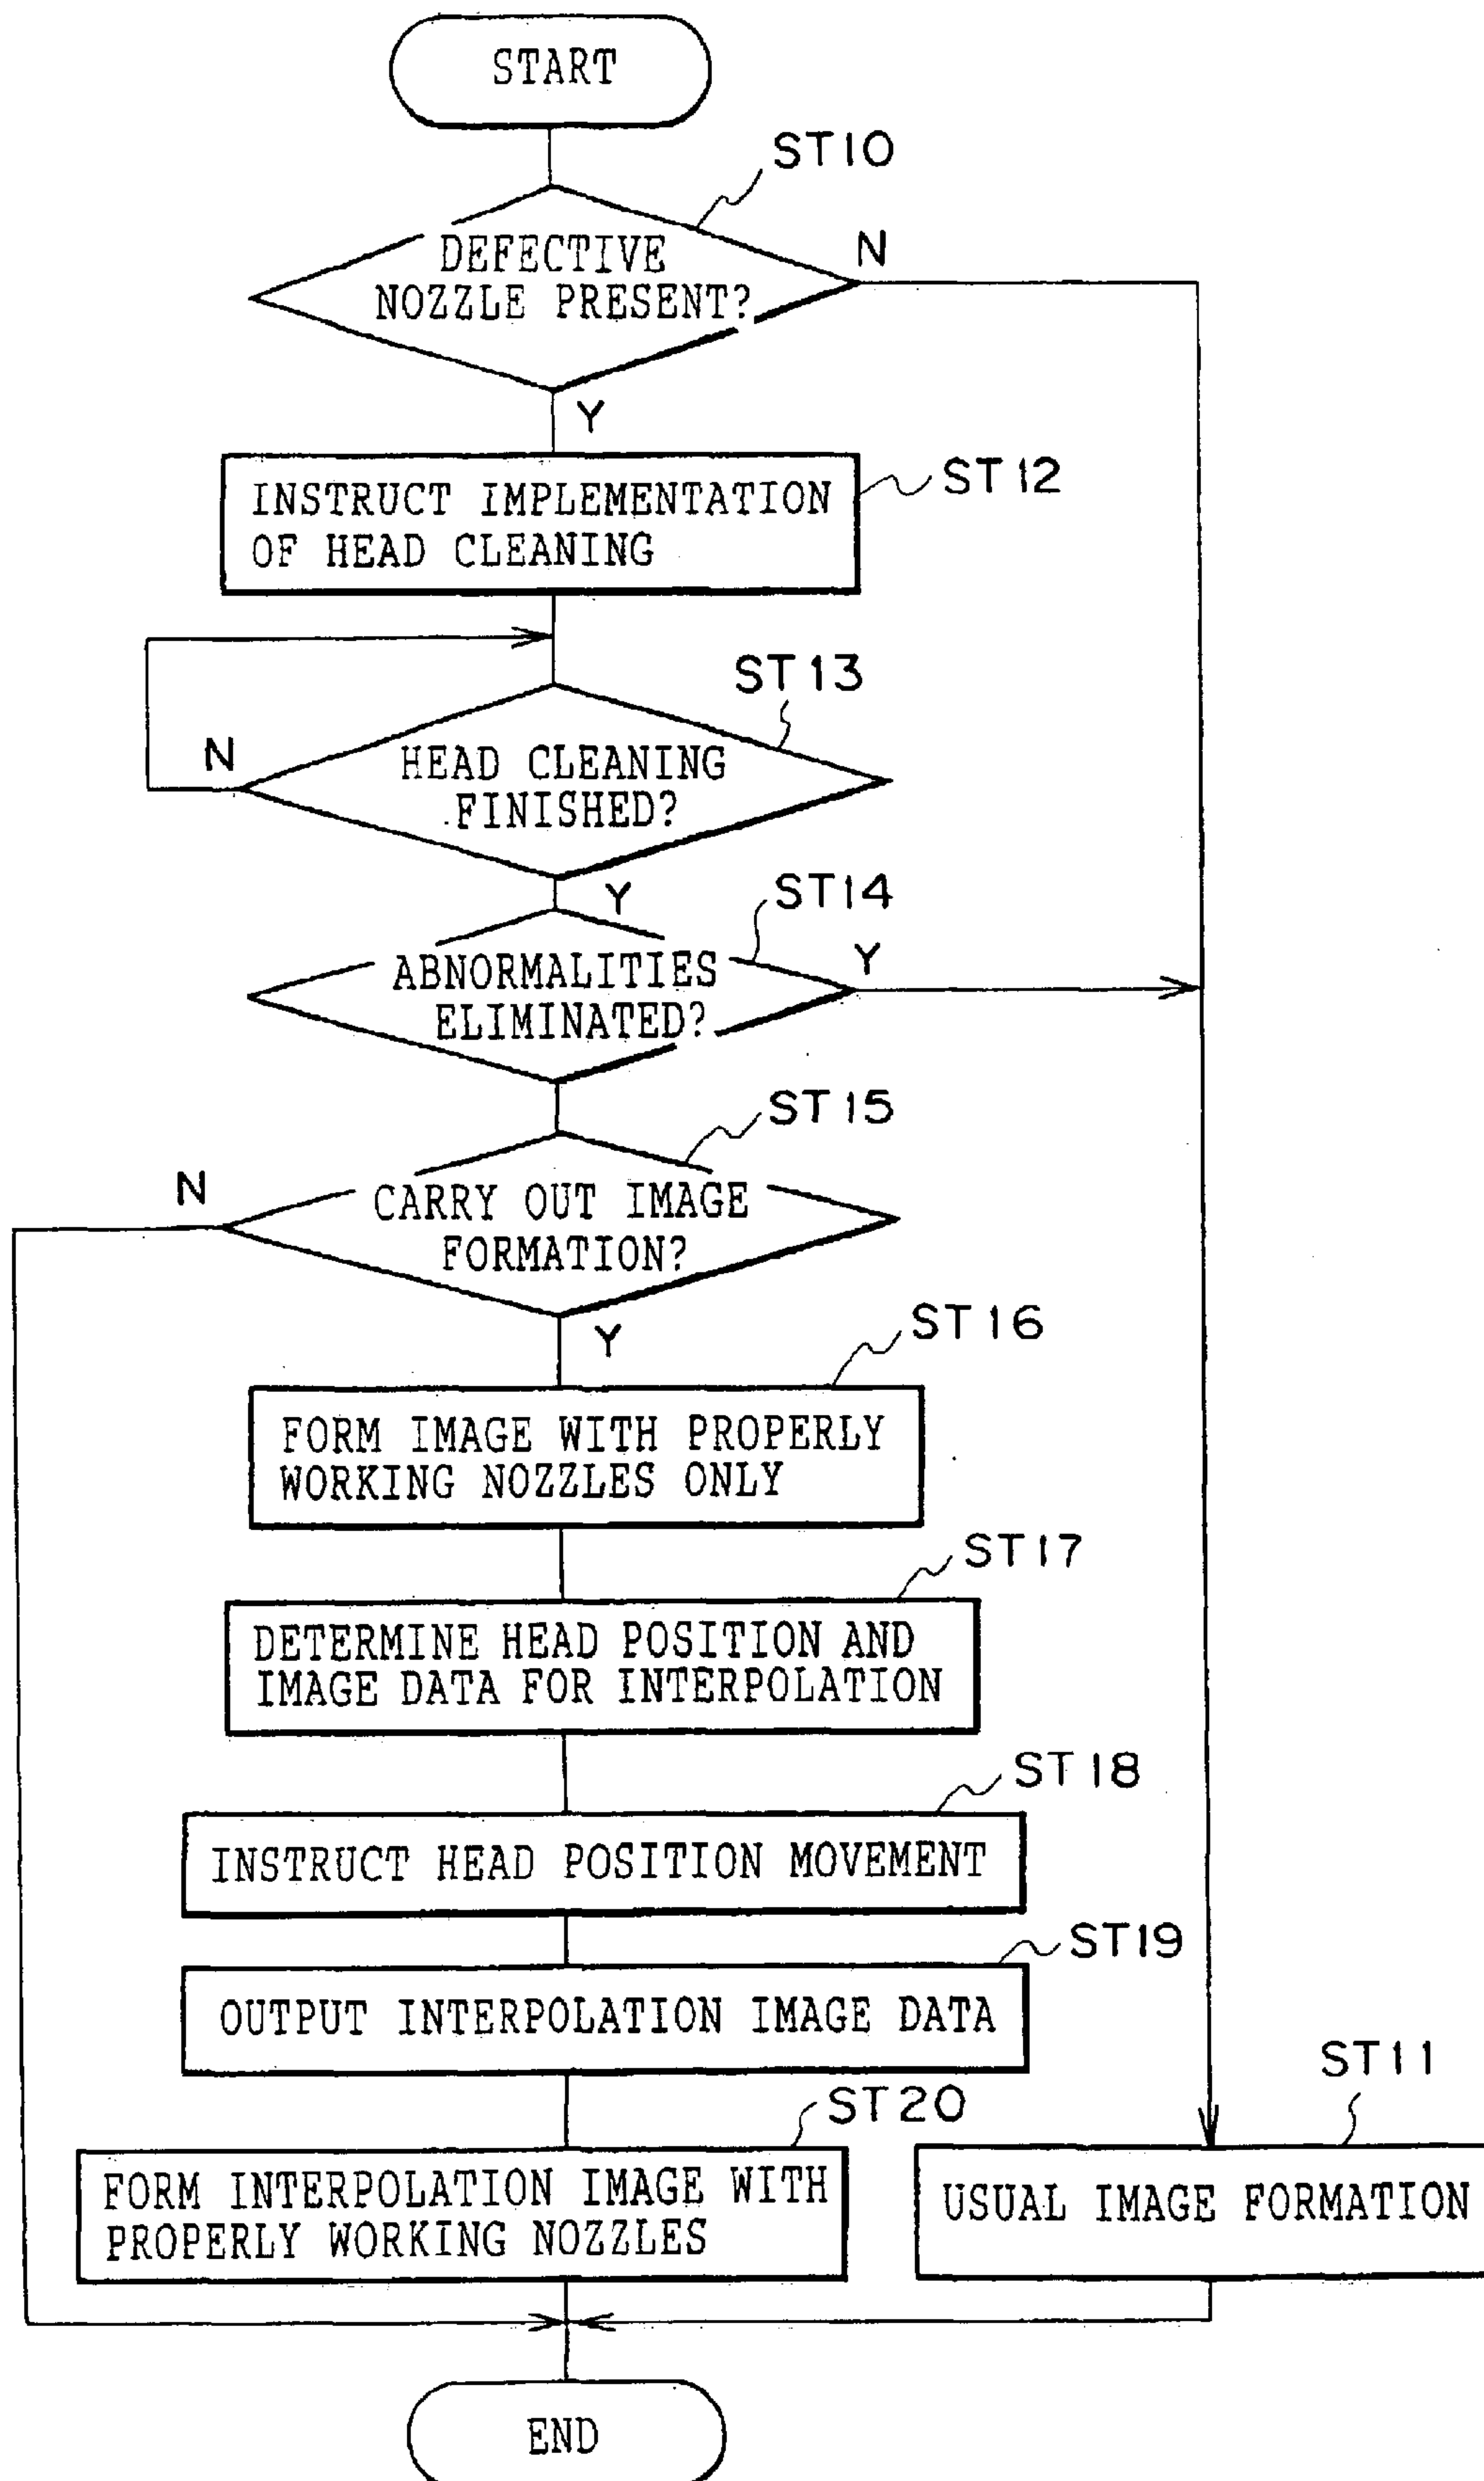 START
ST10
DEFECTIVE
NOZZLE PRESENT?
N
Y
INSTRUCT IMPLEMENTATION
OF HEAD CLEANING
ST12
ST13
HEAD CLEANING
FINISHED?
N
Y
ST14
ABNORMALITIES
ELIMINATED?
Y
ST15
CARRY OUT IMAGE
FORMATION?
N
Y
ST16
FORM IMAGE WITH PROPERLY
WORKING NOZZLES ONLY
ST17
DETERMINE HEAD POSITION AND
IMAGE DATA FOR INTERPOLATION
ST18
INSTRUCT HEAD POSITION MOVEMENT
ST19
OUTPUT INTERPOLATION IMAGE DATA
ST20
FORM INTERPOLATION IMAGE WITH
PROPERLY WORKING NOZZLES
ST11
USUAL IMAGE FORMATION
END